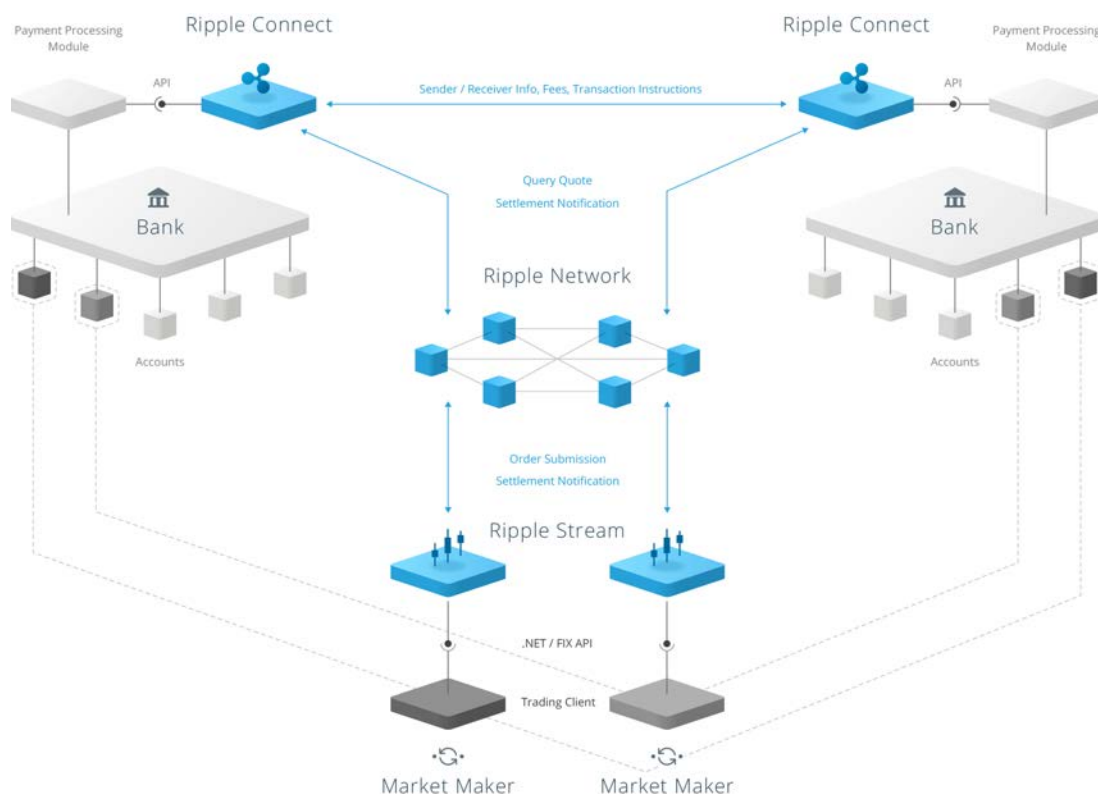 Ripple Connect
Ripple Connect
Payment Processing
Module
Payment Processing
Module
API
API
Sender / Receiver Info, Fees, Transaction Instructions
Query Quote
Settlement Notification
Bank
Bank
Ripple Network
Accounts
Accounts
Order Submission
Settlement Notification
Ripple Stream
.NET / FIX API
Trading Client
Market Maker
Market Maker